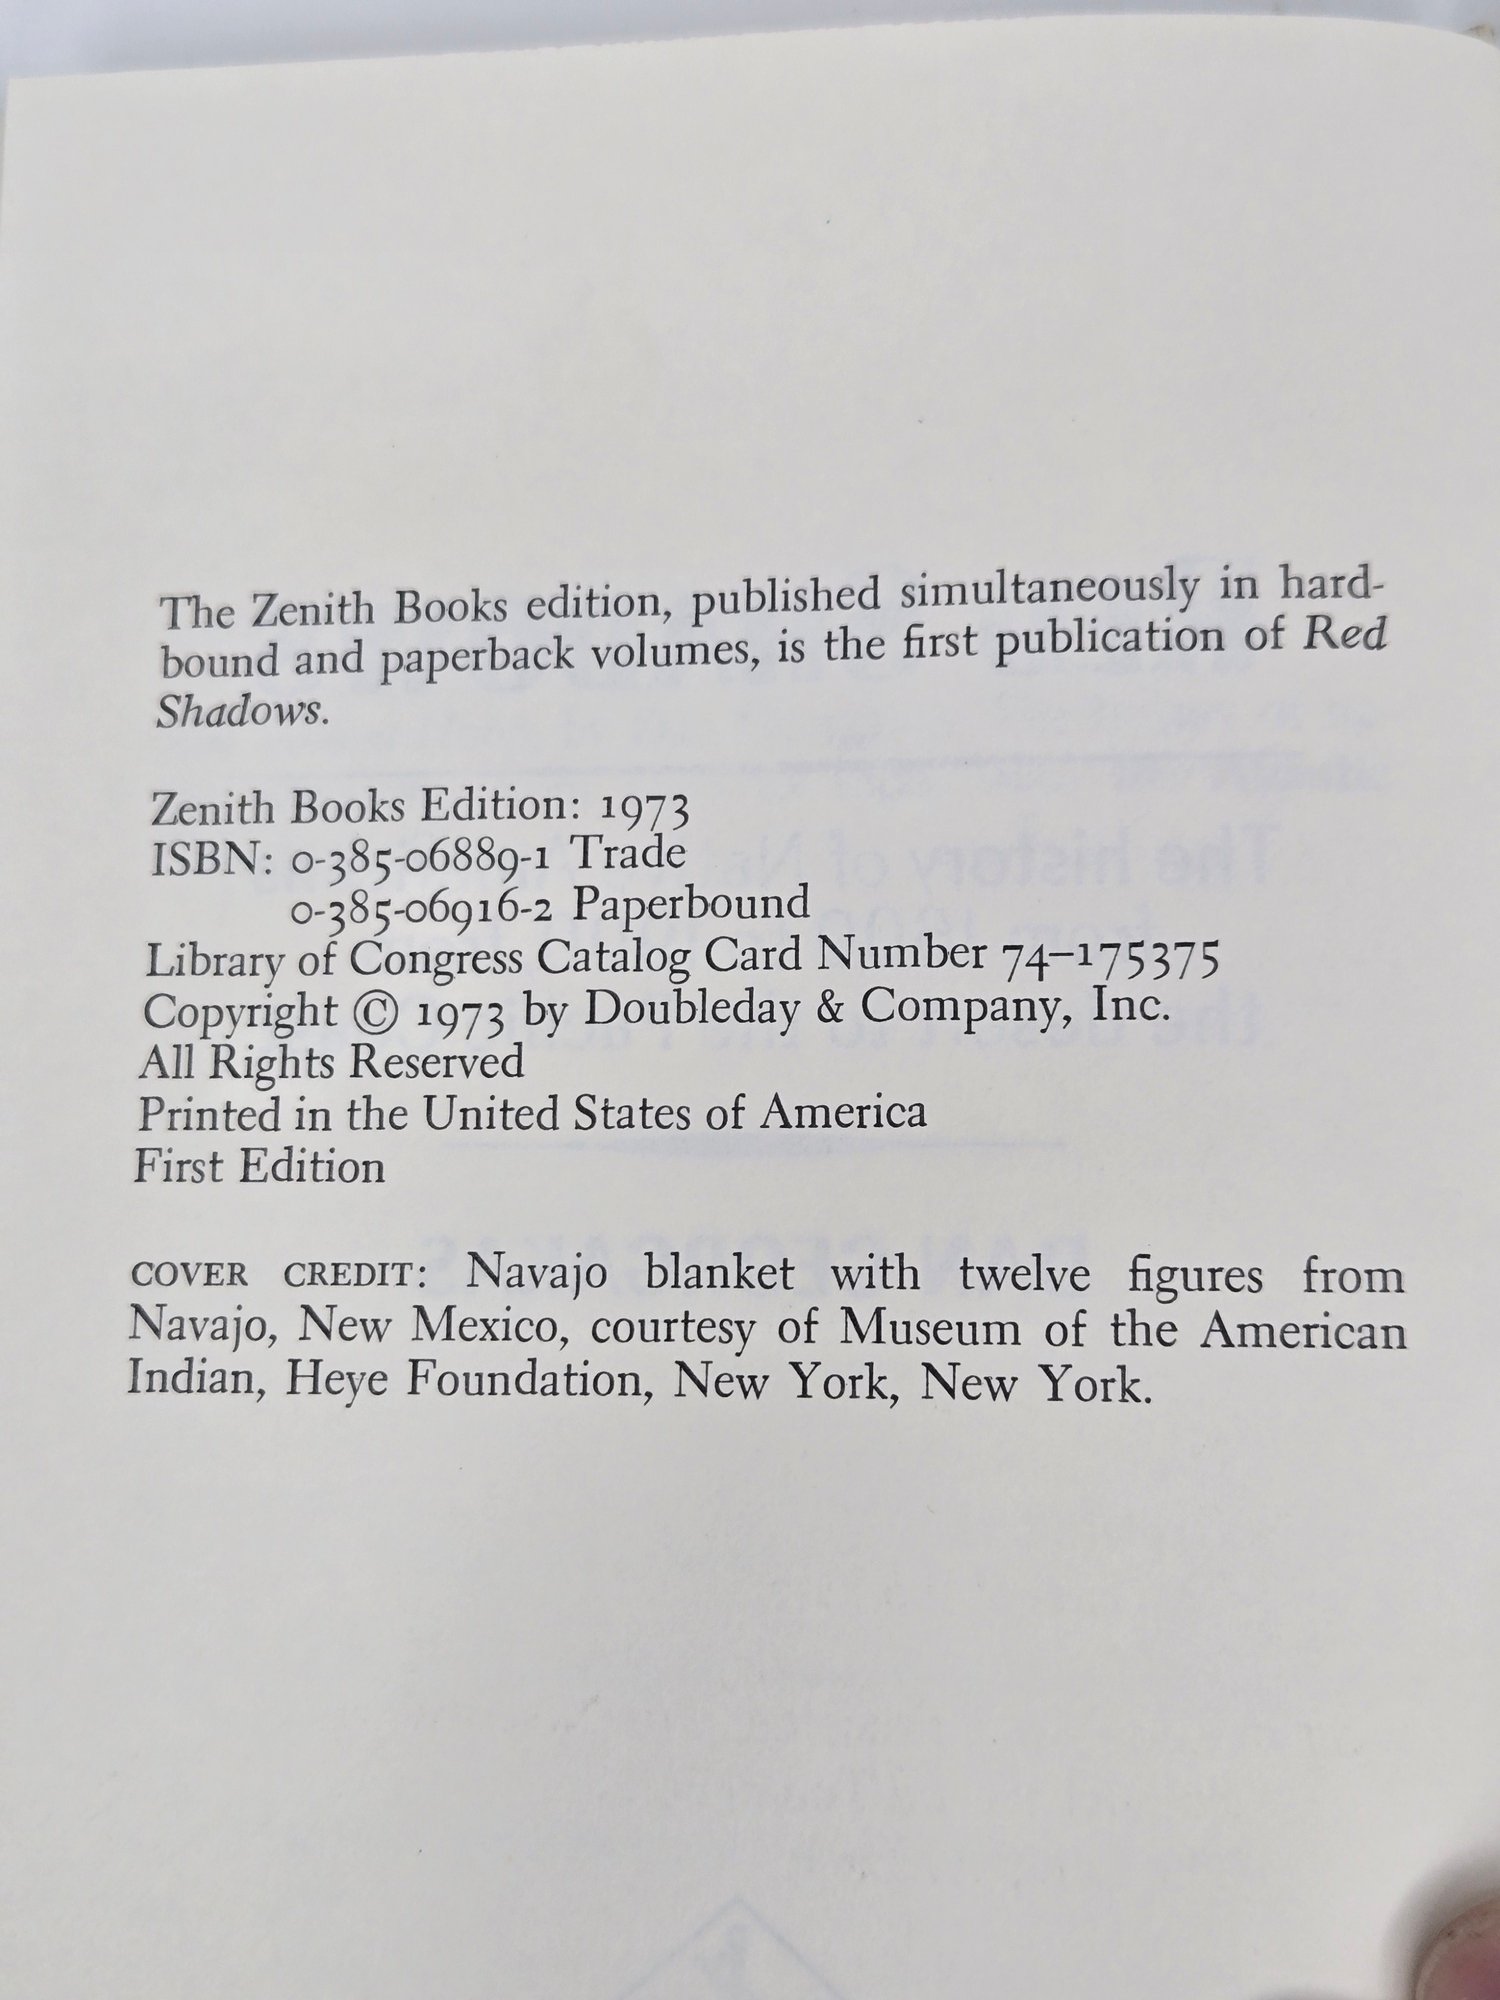 The Zenith Books edition, published simultaneously in hard-
bound and paperback volumes, is the first publication of Red
Shadows.
Zenith Books Edition: 1973
ISBN: 0-385-06889-1 Trade
0-385-06916-2 Paperbound
Library of Congress Catalog Card Number 74–175375
Copyright © 1973 by Doubleday & Company, Inc.
All Rights Reserved
Printed in the United States of America
First Edition
COVER CREDIT: Navajo blanket with twelve figures from
Navajo, New Mexico, courtesy of Museum of the American
Indian, Heye Foundation, New York, New York.